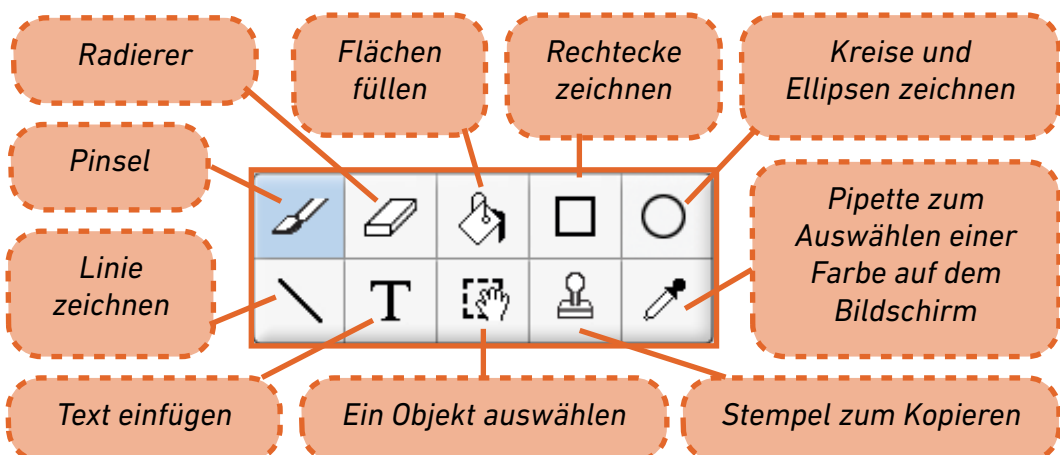 Radierer
Flächen
füllen
Rechtecke
zeichnen
Kreise und
Ellipsen zeichnen
Pinsel
Linie
zeichnen
T
Pipette zum
Auswählen einer
Farbe auf dem
Bildschirm
Text einfügen
Ein Objekt auswählen
Stempel zum Kopieren